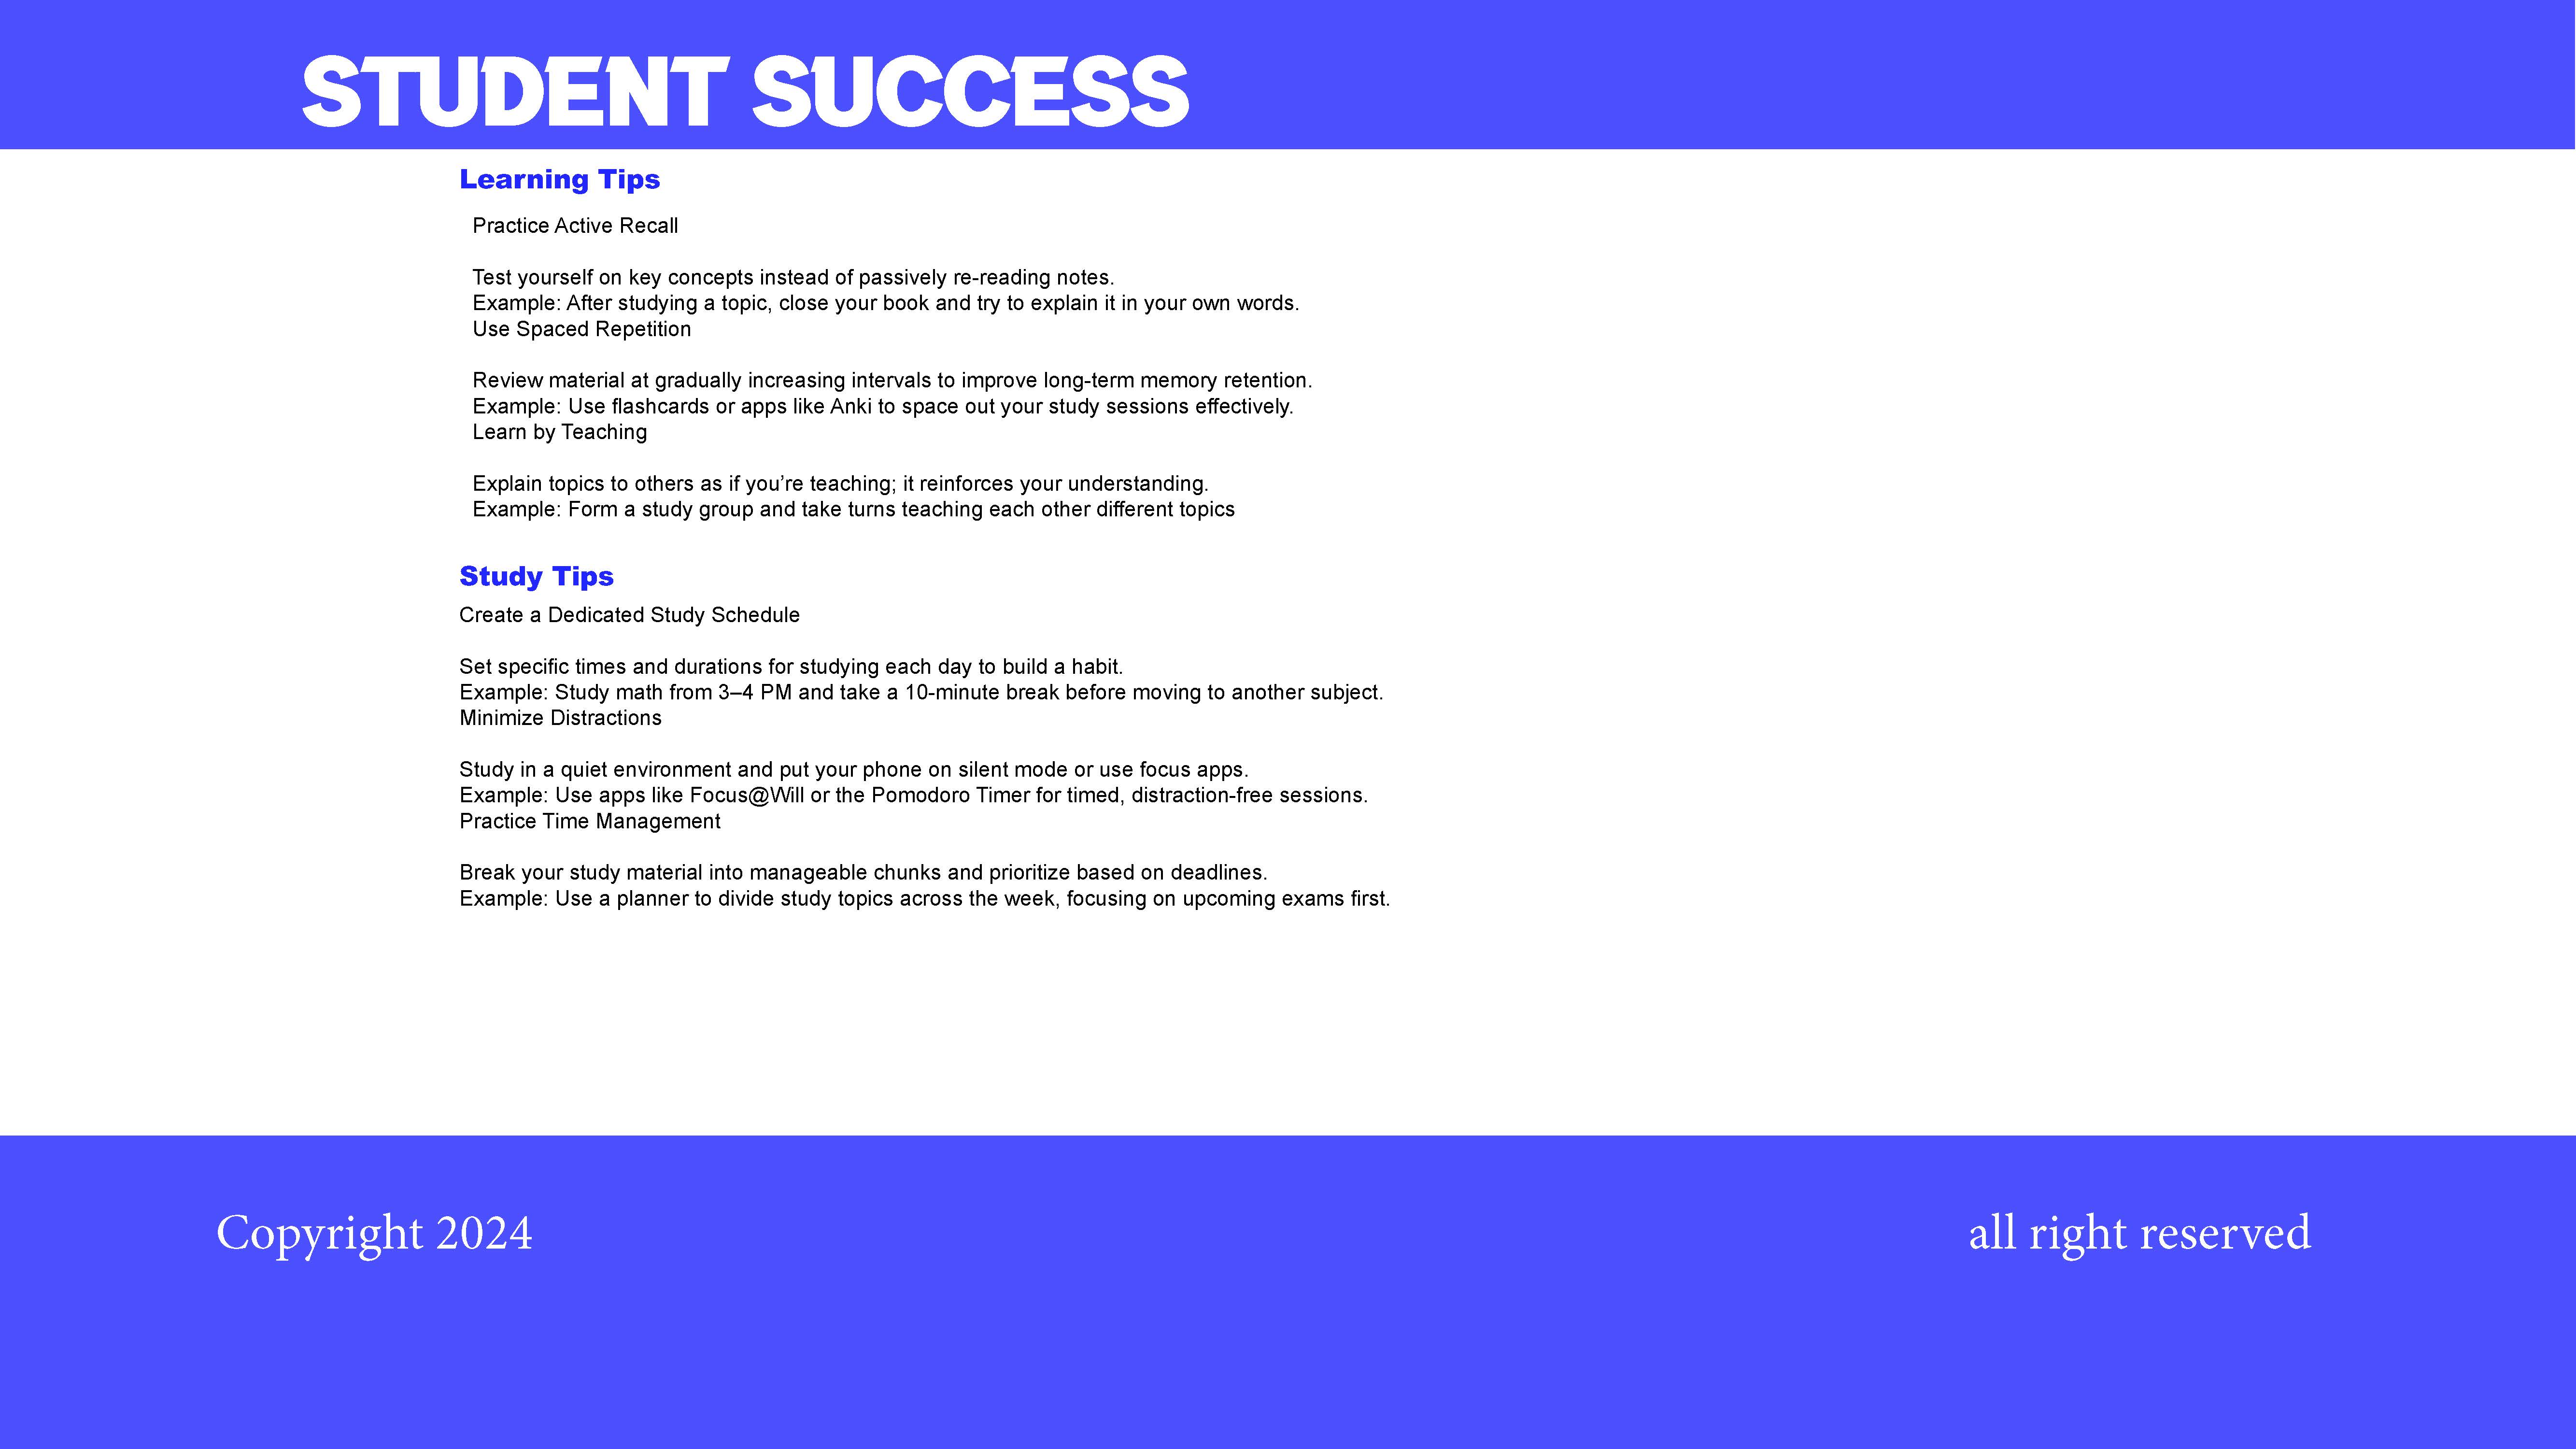 STUDENT SUCCESS
Learning Tips
Practice Active Recall
Test yourself on key concepts instead of passively re-reading notes.
Example: After studying a topic, close your book and try to explain it in your own words.
Use Spaced Repetition
Review material at gradually increasing intervals to improve long-term memory retention.
Example: Use flashcards or apps like Anki to space out your study sessions effectively.
Learn by Teaching
Explain topics to others as if you’re teaching; it reinforces your understanding.
Example: Form a study group and take turns teaching each other different topics
Study Tips
Create a Dedicated Study Schedule
Set specific times and durations for studying each day to build a habit.
Example: Study math from 3–4 PM and take a 10-minute break before moving to another subject.
Minimize Distractions
Study in a quiet environment and put your phone on silent mode or use focus apps.
Example: Use apps like Focus@Will or the Pomodoro Timer for timed, distraction-free sessions.
Practice Time Management
Break your study material into manageable chunks and prioritize based on deadlines.
Example: Use a planner to divide study topics across the week, focusing on upcoming exams first.
Copyright 2024
all right reserved